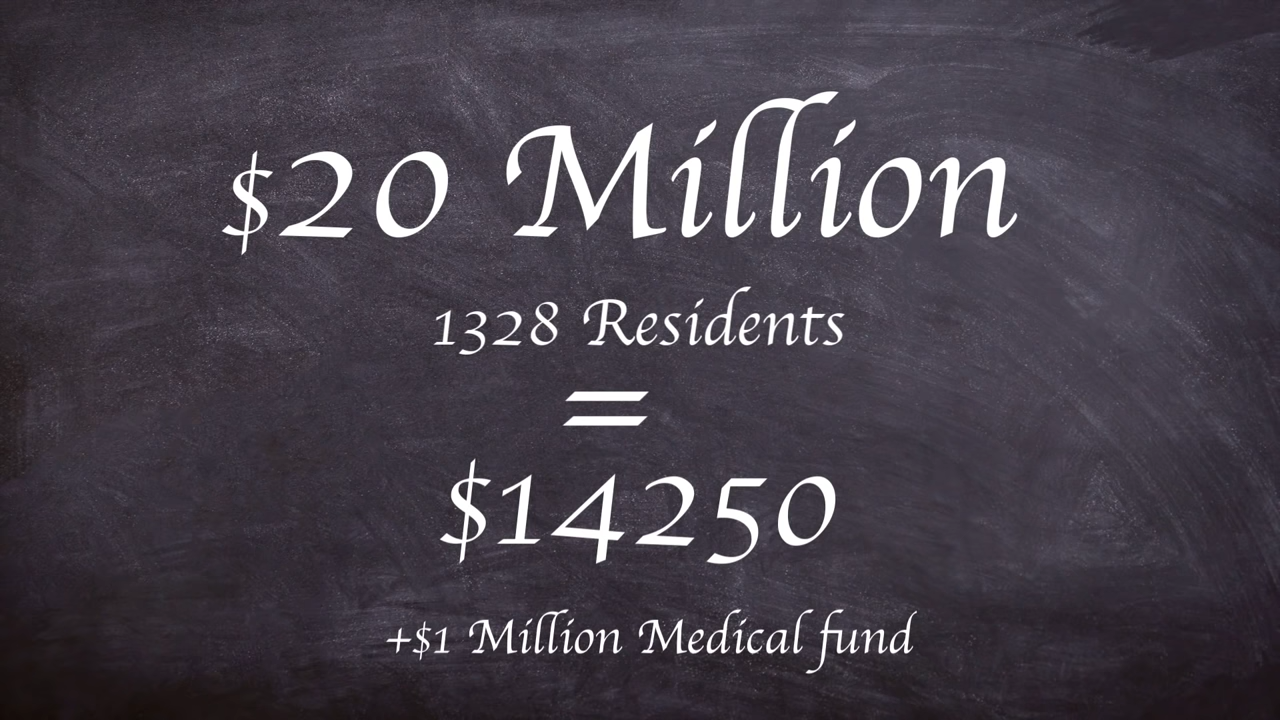 $20 Million
1328 Residents
=
$14250
+$1 Million Medical fund